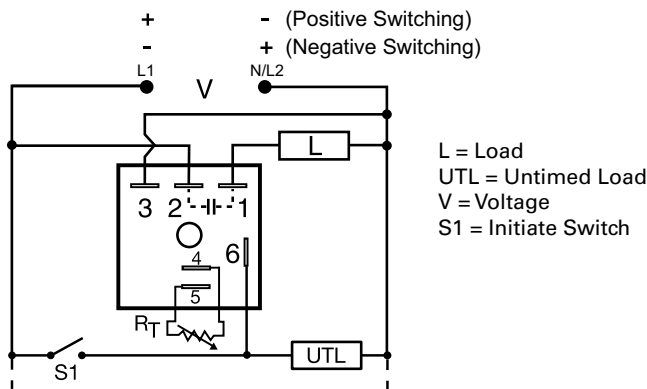 + - (Positive Switching)
- + (Negative Switching)
L1 N/L2
V
L
3 2 1
6
4
5
RT
UTL
S1
L = Load
UTL = Untimed Load
V = Voltage
S1 = Initiate Switch